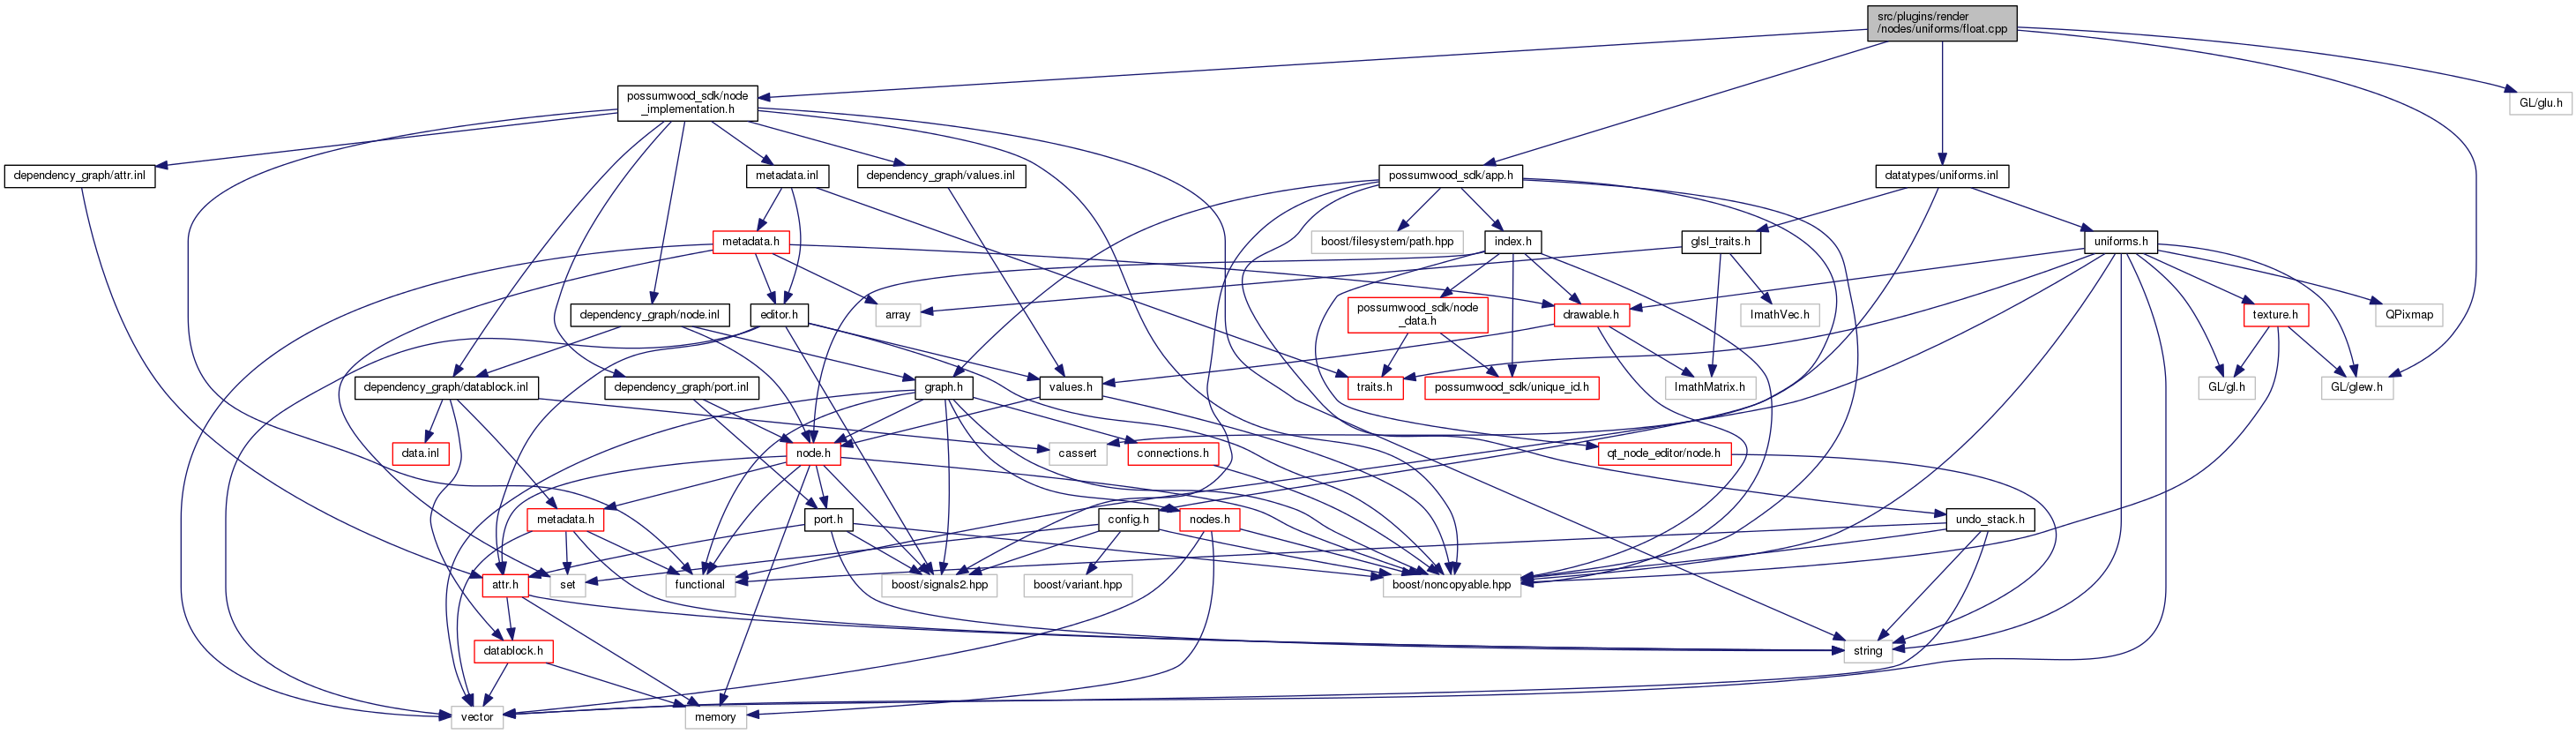 src/plugins/render
/nodes/uniforms/float.cpp
possumwood_sdk/node
_implementation.h
GL/glu.h
dependency_graph/attr.inl
metadata.inl
dependency_graph/values.inl
possumwood_sdk/app.h
datatypes/uniforms.inl
metadata.h
boost/filesystem/path.hpp
index.h
glsl_traits.h
uniforms.h
dependency_graph/node.inl
editor.h
array
possumwood_sdk/node
_data.h
drawable.h
ImathVec.h
texture.h
QPixmap
dependency_graph/datablock.inl
dependency_graph/port.inl
graph.h
values.h
traits.h
possumwood_sdk/unique_id.h
ImathMatrix.h
GL/gl.h
GL/glew.h
data.inl
node.h
cassert
connections.h
qt_node_editor/node.h
metadata.h
port.h
config.h
nodes.h
undo_stack.h
attr.h
set
functional
boost/signals2.hpp
boost/variant.hpp
boost/noncopyable.hpp
datablock.h
string
vector
memory